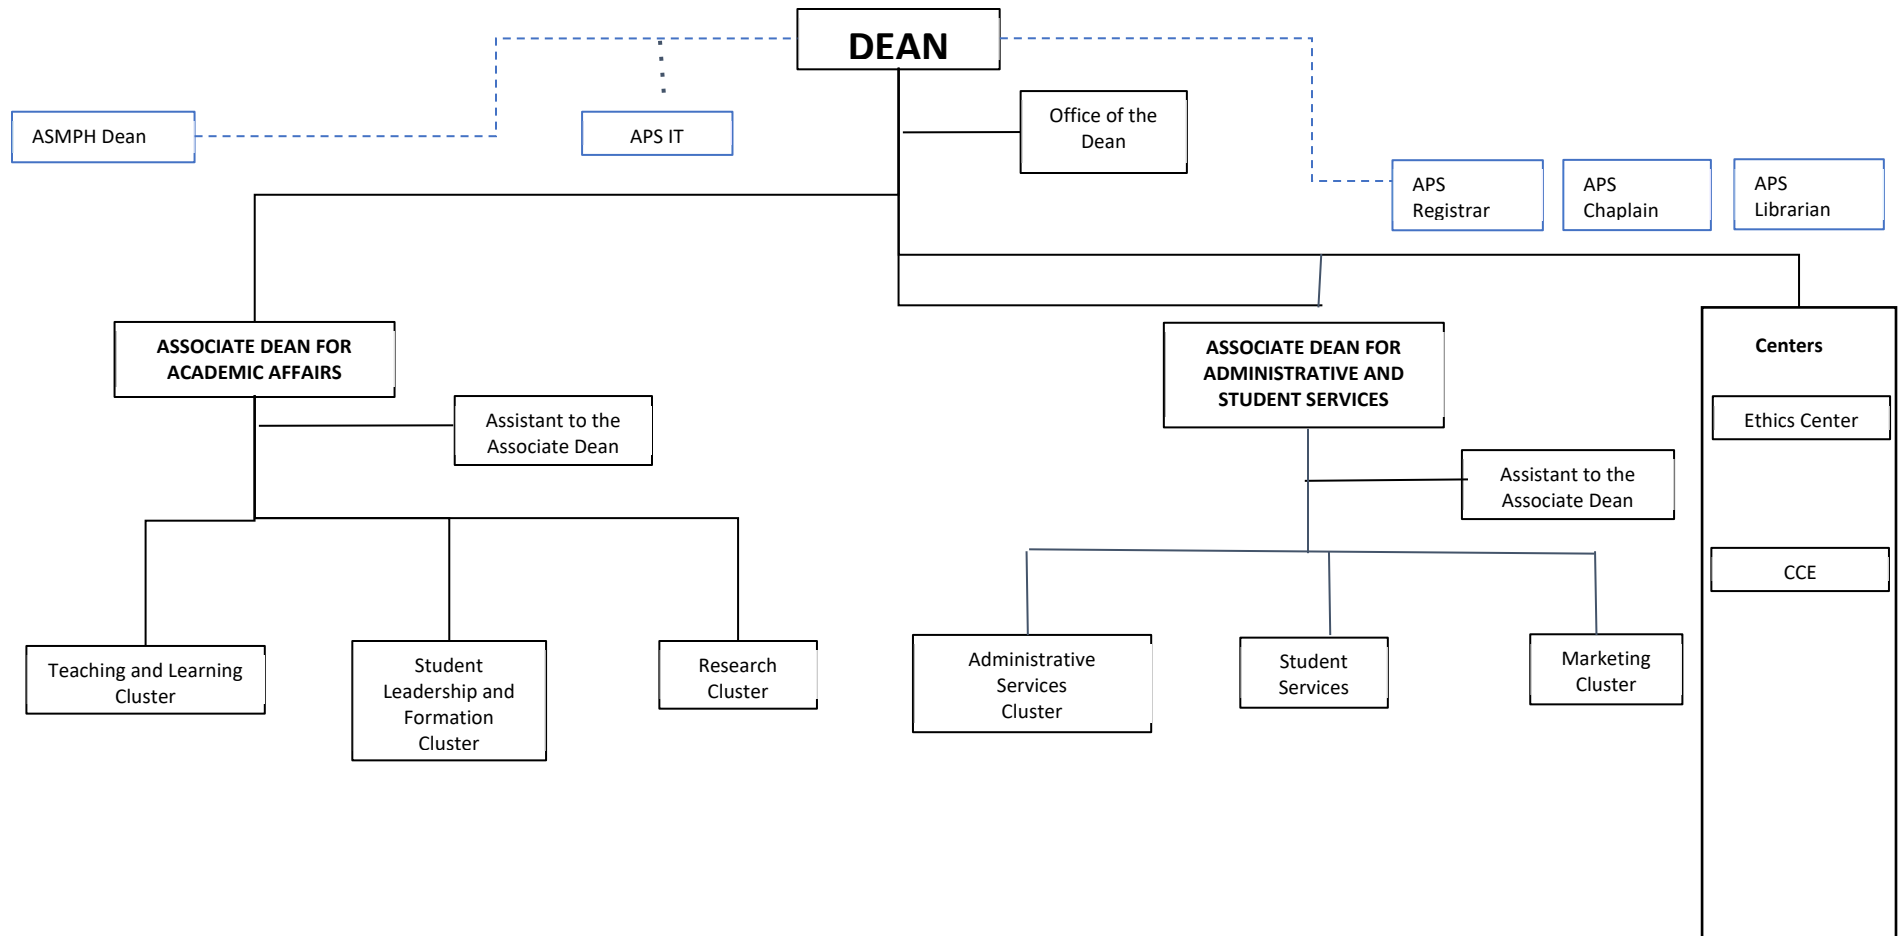 DEAN
Office of the
Dean
ASMPH Dean
APS IT
APS
Registrar
APS
Chaplain
APS
Librarian
ASSOCIATE DEAN FOR
ACADEMIC AFFAIRS
ASSOCIATE DEAN FOR
ADMINISTRATIVE AND
STUDENT SERVICES
Centers
Assistant to the
Associate Dean
Ethics Center
Assistant to the
Associate Dean
CCE
Teaching and Learning
Cluster
Student
Leadership and
Formation
Cluster
Research
Cluster
Administrative
Services
Cluster
Student
Services
Marketing
Cluster